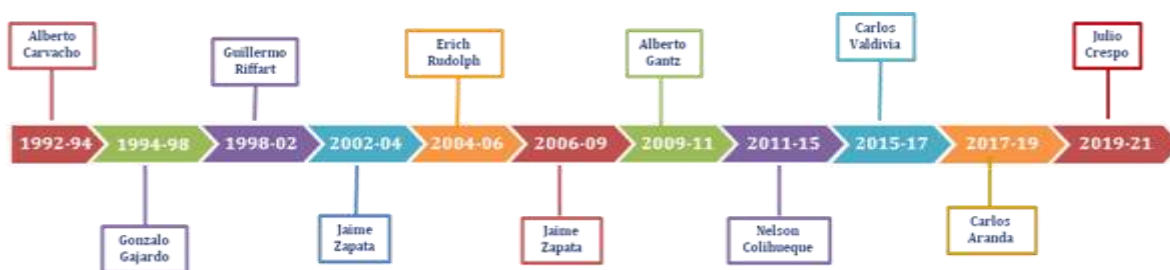 Alberto
Carvacho
Guillermo
Riffart
Erich
Rudolph
Alberto
Gantz
Carlos
Valdivia
Julio
Crespo
1992-94 1994-98 1998-02 2002-04 2004-06 2006-09 2009-11 2011-15 2015-17 2017-19 2019-21
Gonzalo
Gajardo
Jaime
Zapata
Jaime
Zapata
Nelson
Colihueque
Carlos
Aranda